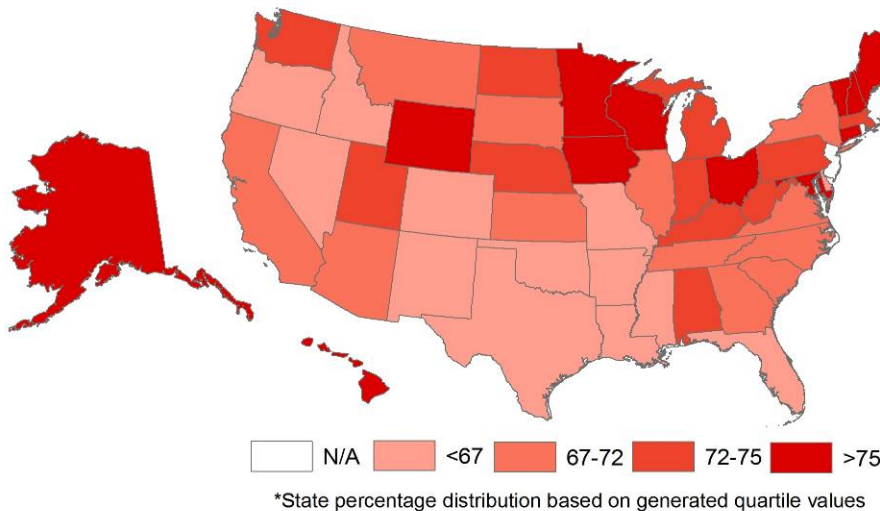 N/A <67 67-72 72-75 >75
*State percentage distribution based on generated quartile values